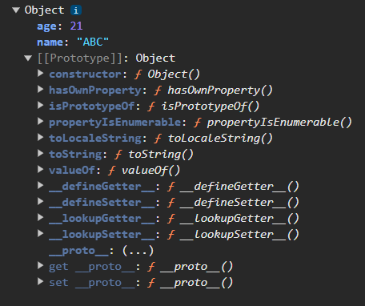 Object i
age: 21
name: "ABC"
[[Prototype]]: Object
constructor: ƒ Object()
hasOwnProperty: ƒ hasOwnProperty()
isPrototypeOf: ƒ isPrototypeOf()
propertyIsEnumerable: ƒ propertyIsEnumerable()
toLocaleString: ƒ toLocaleString()
toString: ƒ toString()
valueOf: ƒ valueOf()
__defineGetter__: ƒ __defineGetter__()
__defineSetter__: ƒ __defineSetter__()
__lookupGetter__: ƒ __lookupGetter__()
__lookupSetter__: ƒ __lookupSetter__()
__proto__: (...)
get __proto__: ƒ __proto__()
set __proto__: ƒ __proto__()